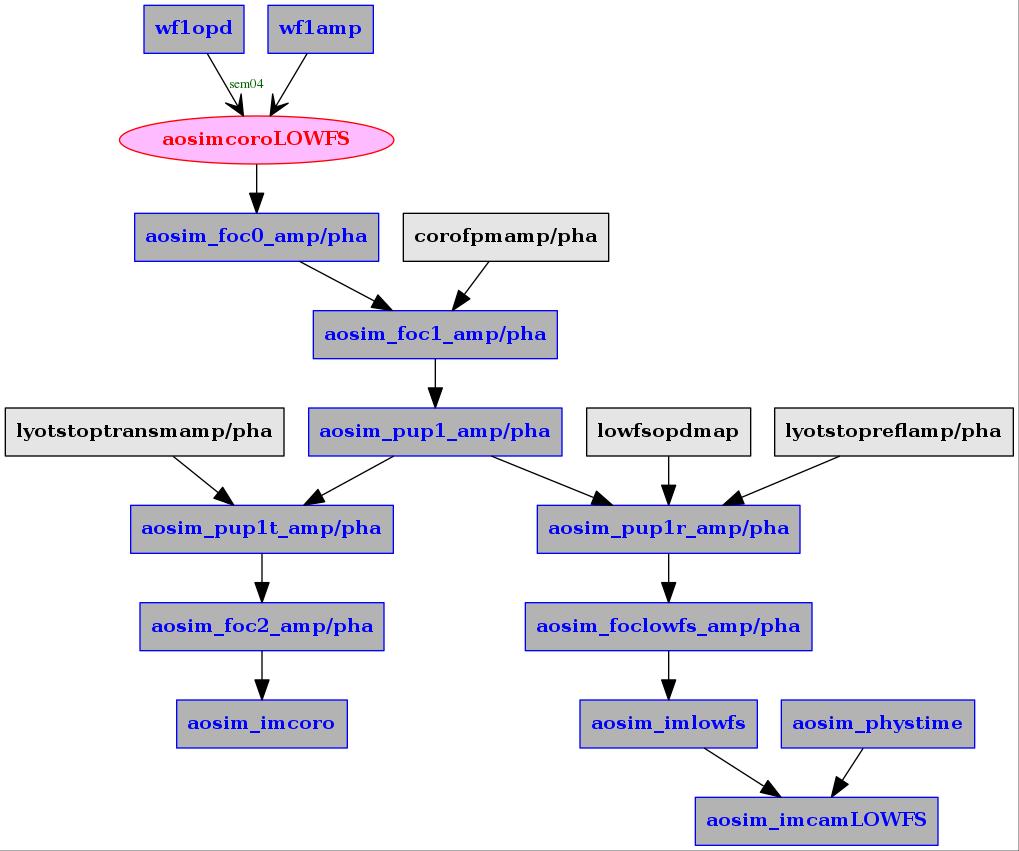 wf1opd
wf1amp
sem04
aosimcoroLOWFS
aosim_foc0_amp/pha
corofpmamp/pha
aosim_foc1_amp/pha
lyotstoptransmamp/pha
aosim_pup1_amp/pha
lowfsopdmap
lyotstopreflamp/pha
aosim_pup1t_amp/pha
aosim_pup1r_amp/pha
aosim_foc2_amp/pha
aosim_foclowfs_amp/pha
aosim_imcoro
aosim_imlowfs
aosim_phystime
aosim_imcamLOWFS